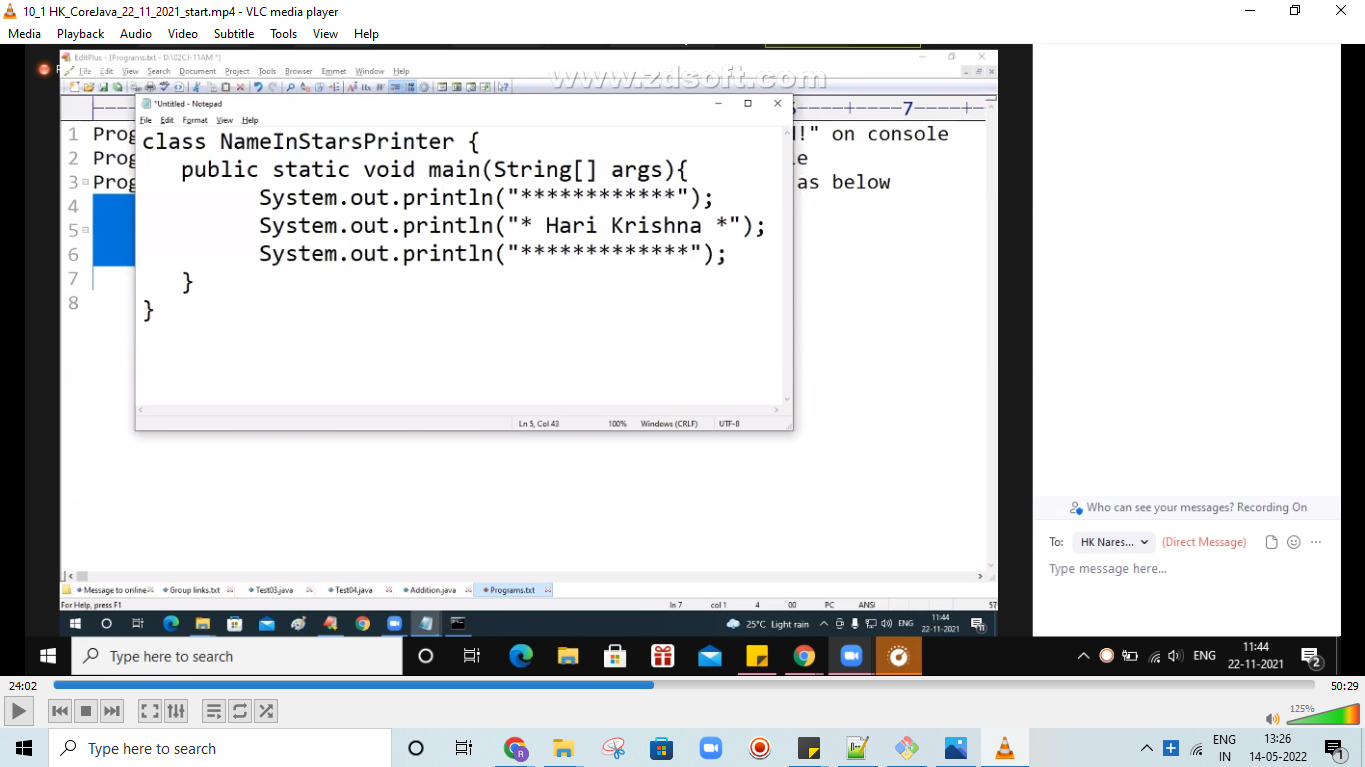 10_1 HK_CoreJava_22_11_2021_start.mp4 - VLC media player
Media Playback Audio Video Subtitle Tools View Help
EditPlus - [Programs.txt - D:\02CJ-11AM *]
File Edit View Search Document Project Tools Browser Emmet Window Help
www.zdsoft.com
*Untitled - Notepad
File Edit Format View Help
7
1 Prog
!" on console
2 Prog
le
3 Prog
as below
4
5
6
7
8
class NameInStarsPrinter {
public static void main(String[] args){
System.out.println("************");
System.out.println("* Hari Krishna *");
System.out.println("*************");
}
}
Ln 5, Col 43 100% Windows (CRLF) UTF-8
Who can see your messages? Recording On
To: HK Nares... (Direct Message)
Type message here...
Message to online Group links.txt Test03.java Test04.java Addition.java Programs.txt
For Help, press F1 ln 7 col 1 4 00 PC ANSI 57
25°C Light rain ENG 11:44 22-11-2021
Type here to search ENG 11:44 22-11-2021 2
24:02 50:29
125%
Type here to search ENG IN 13:26 14-05-2022 1